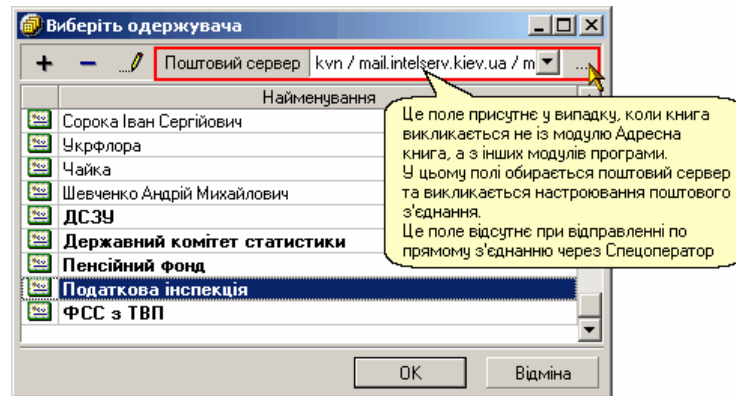 Виберіть одержувача
Поштовий сервер kvn / mail.intelserv.kiev.ua / m ...
Найменування
Сорока Іван Сергійович
Укрфлора
Чайка
Шевченко Андрій Михайлович
ДСЗУ
Державний комітет статистики
Пенсійний фонд
Податкова інспекція
ФСС з ТВП
Це поле присутнє у випадку, коли книга
викликається не із модулю Адресна
книга, а з інших модулів програми.
У цьому полі обирається поштовий сервер
та викликається настроювання поштового
з'єднання.
Це поле відсутнє при відправленні по
прямому з'єднанню через Спецоператор
OK Відміна